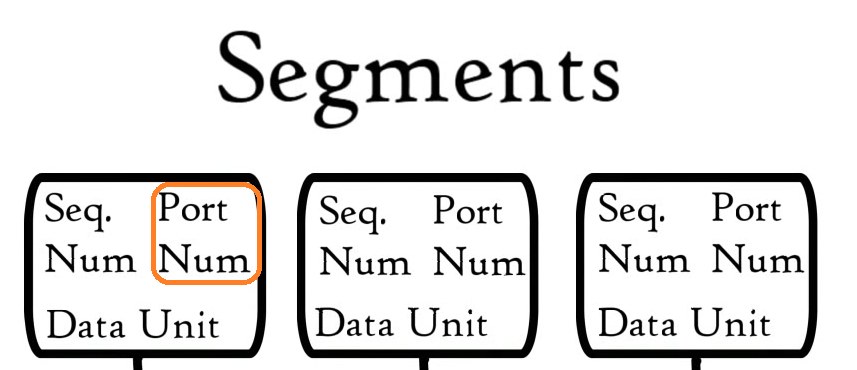 Segments
Seq. Port
Num Num
Data Unit
Seq. Port
Num Num
Data Unit
Seq. Port
Num Num
Data Unit